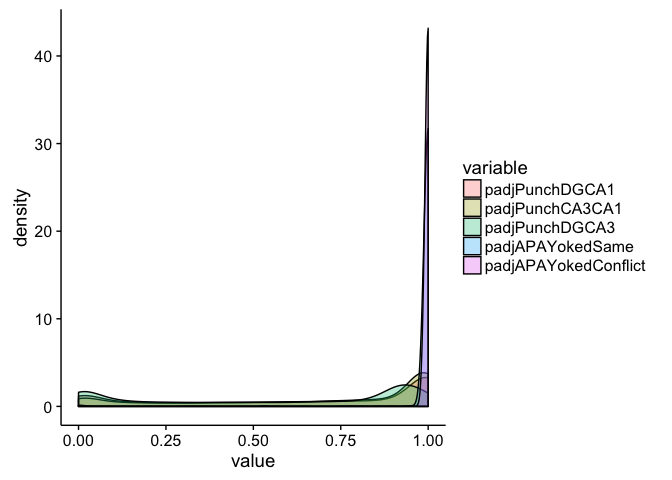 40
30
20
10
0
density
0.00 0.25 0.50 0.75 1.00
value
variable
padjPunchDGCA1
padjPunchCA3CA1
padjPunchDGCA3
padjAPAYokedSame
padjAPAYokedConflict